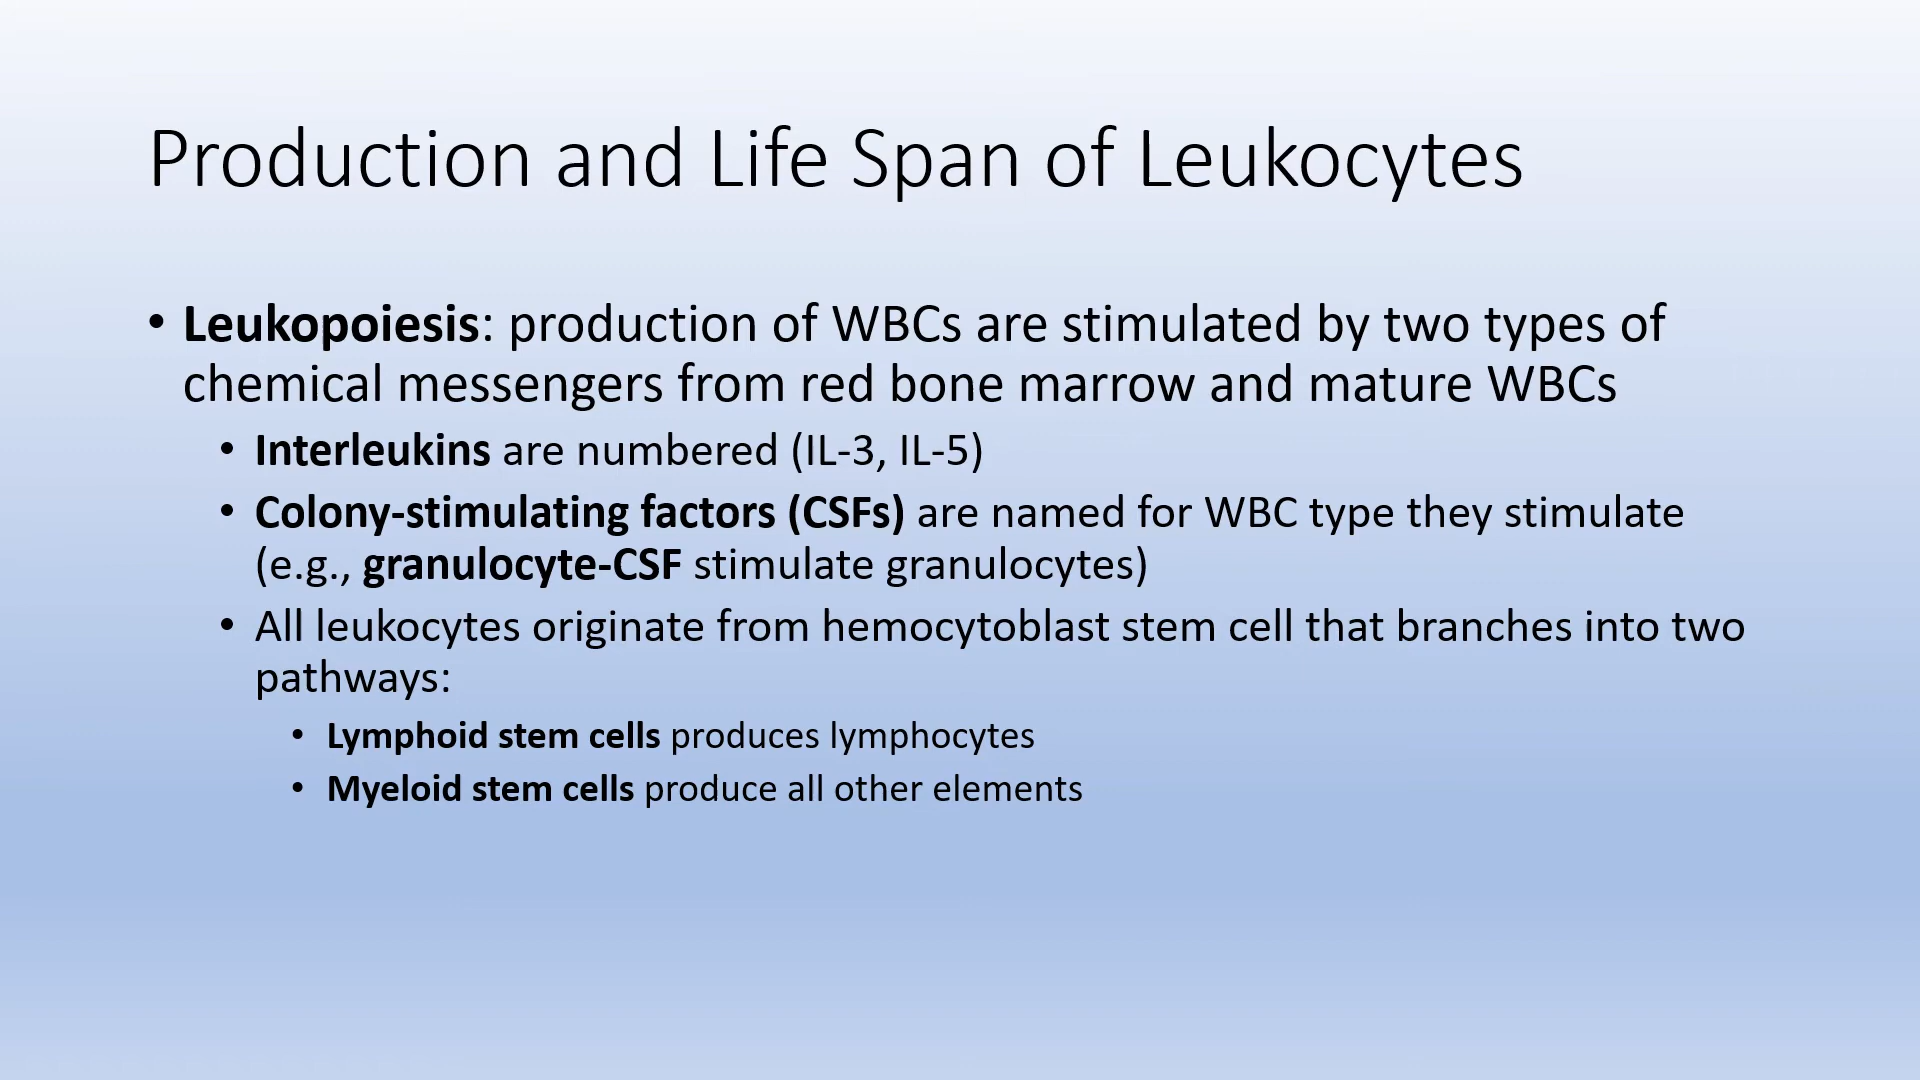 Production and Life Span of Leukocytes
• Leukopoiesis: production of WBCs are stimulated by two types of
chemical messengers from red bone marrow and mature WBCs
• Interleukins are numbered (IL-3, IL-5)
• Colony-stimulating factors (CSFs) are named for WBC type they stimulate
(e.g., granulocyte-CSF stimulate granulocytes)
• All leukocytes originate from hemocytoblast stem cell that branches into two
pathways:
• Lymphoid stem cells produces lymphocytes
• Myeloid stem cells produce all other elements